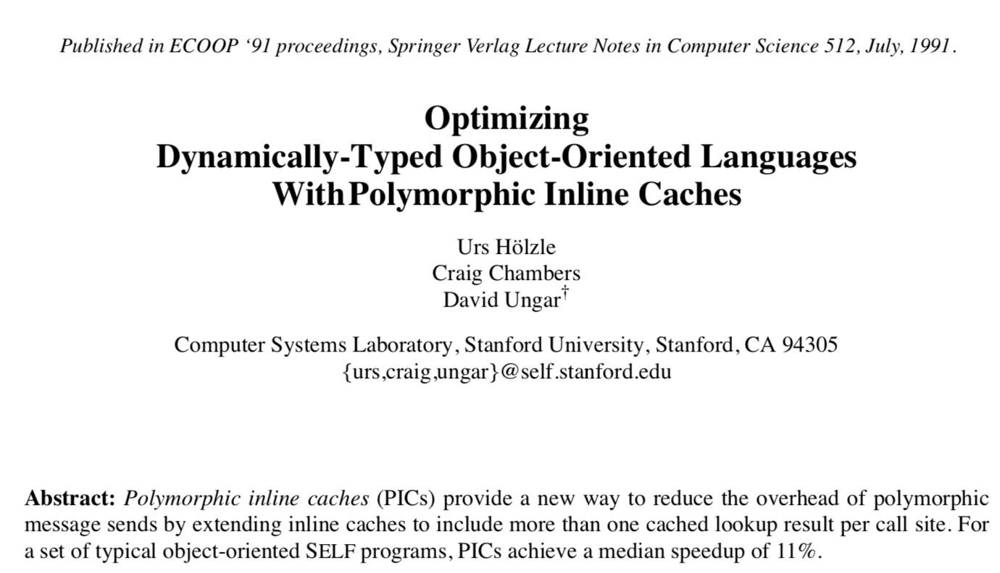 Published in ECOOP ‘91 proceedings, Springer Verlag Lecture Notes in Computer Science 512, July, 1991.
Optimizing
Dynamically-Typed Object-Oriented Languages
With Polymorphic Inline Caches
Urs Hölzle
Craig Chambers
David Ungar†
Computer Systems Laboratory, Stanford University, Stanford, CA 94305
{urs,craig,ungar}@self.stanford.edu
Abstract: Polymorphic inline caches (PICs) provide a new way to reduce the overhead of polymorphic
message sends by extending inline caches to include more than one cached lookup result per call site. For
a set of typical object-oriented SELF programs, PICs achieve a median speedup of 11%.